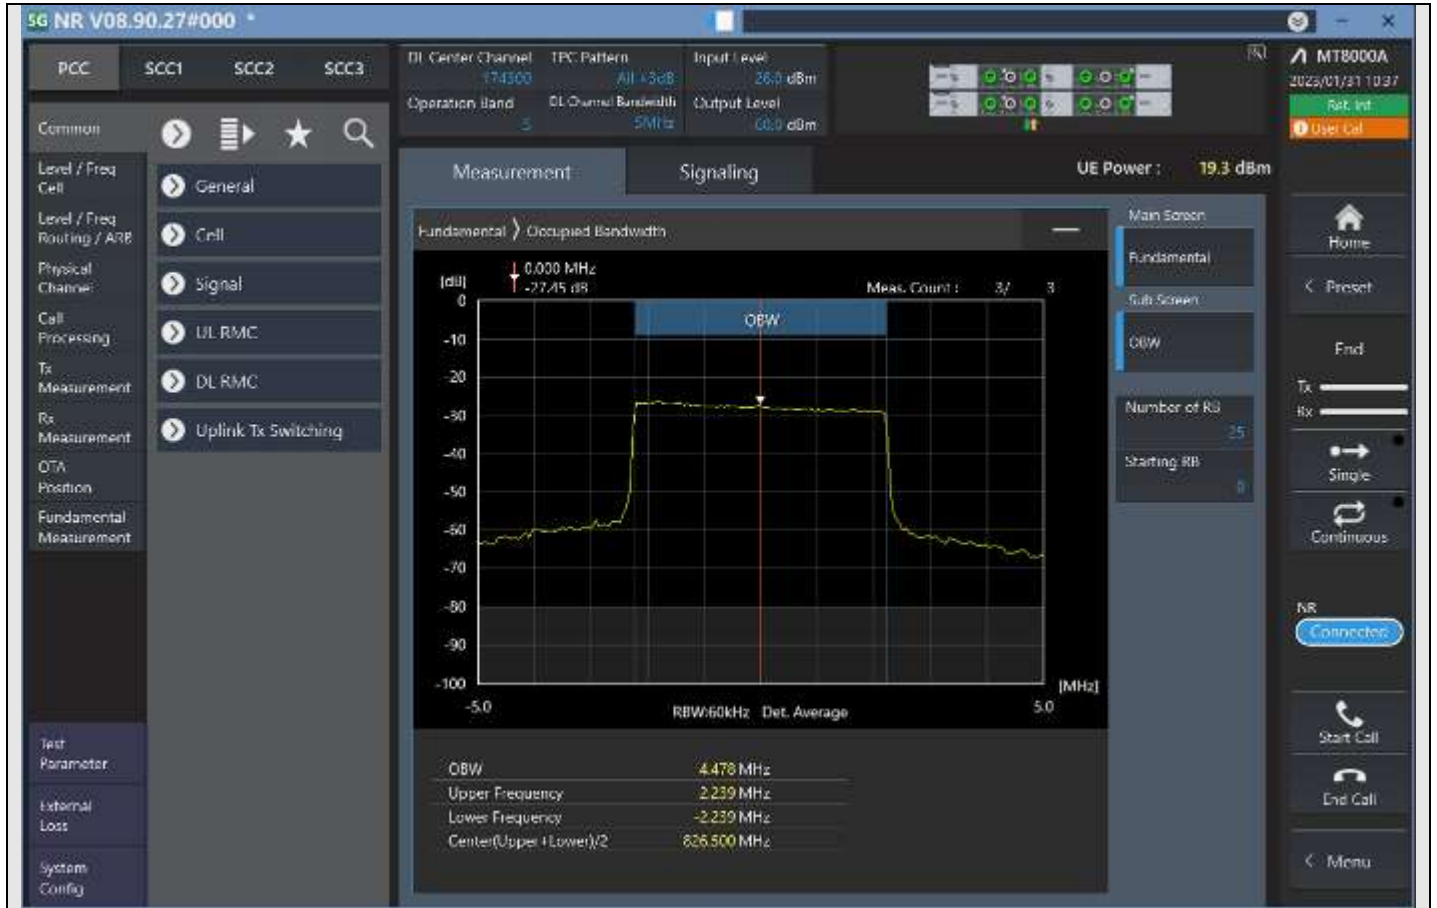 SG NR V08.90.27#000 *
PCC SCC1 SCC2 SCC3
DL Center Channel 174300
TPC Pattern All +3dB
Input Level 26.0 dBm
Operation Band 5
DL Channel Bandwidth 5MHz
Output Level dBm
MT8000A
2023/01/31 10:37
Ref. Int
User Cal
Common
Level / Freq
Cell
Level / Freq
Routing / ARB
Physical
Channel
Call
Processing
Tx
Measurement
Rx
Measurement
OTA
Position
Fundamental
Measurement
Test
Parameter
External
Loss
System
Config
General
Cell
Signal
UL RMC
DL RMC
Uplink Tx Switching
Measurement Signaling
UE Power : 19.3 dBm
Fundamental 〉 Occupied Bandwidth
0.000 MHz
-27.45 dB
Meas. Count : 3/ 3
[dB]
OBW
0
-10
-20
-30
-40
-50
-60
-70
-80
-90
-100
-5.0 5.0
[MHz]
RBW:60kHz Det. Average
OBW 4.478 MHz
Upper Frequency 2.239 MHz
Lower Frequency -2.239 MHz
Center(Upper+Lower)/2 826.500 MHz
Main Screen
Fundamental
Sub Screen
OBW
Number of RB
25
Starting RB
0
Home
< Preset
End
Tx
Rx
Single
Continuous
NR
Connected
Start Call
End Call
< Menu